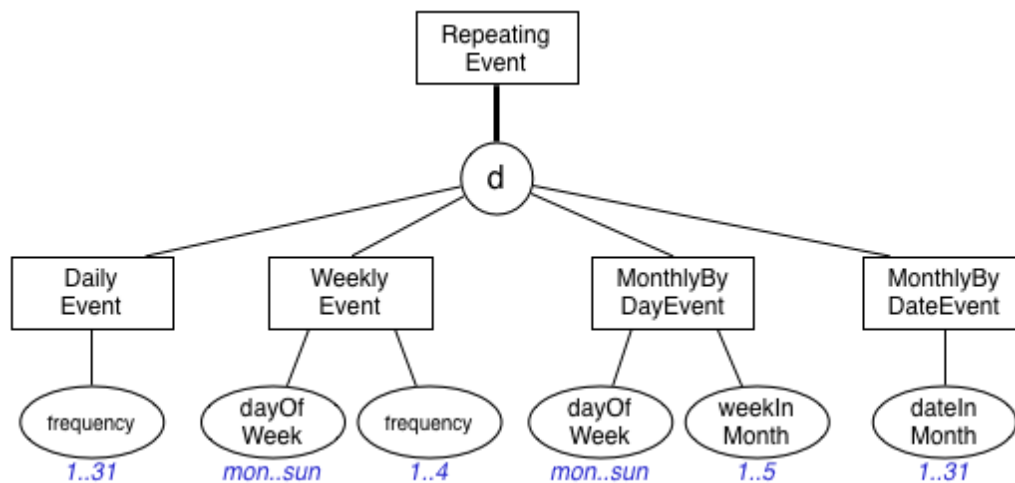 Repeating
Event
d
Daily
Event
Weekly
Event
MonthlyBy
DayEvent
MonthlyBy
DateEvent
frequency
dayOf
Week
frequency
dayOf
Week
weekIn
Month
dateIn
Month
1..31
mon..sun
1..4
mon..sun
1..5
1..31